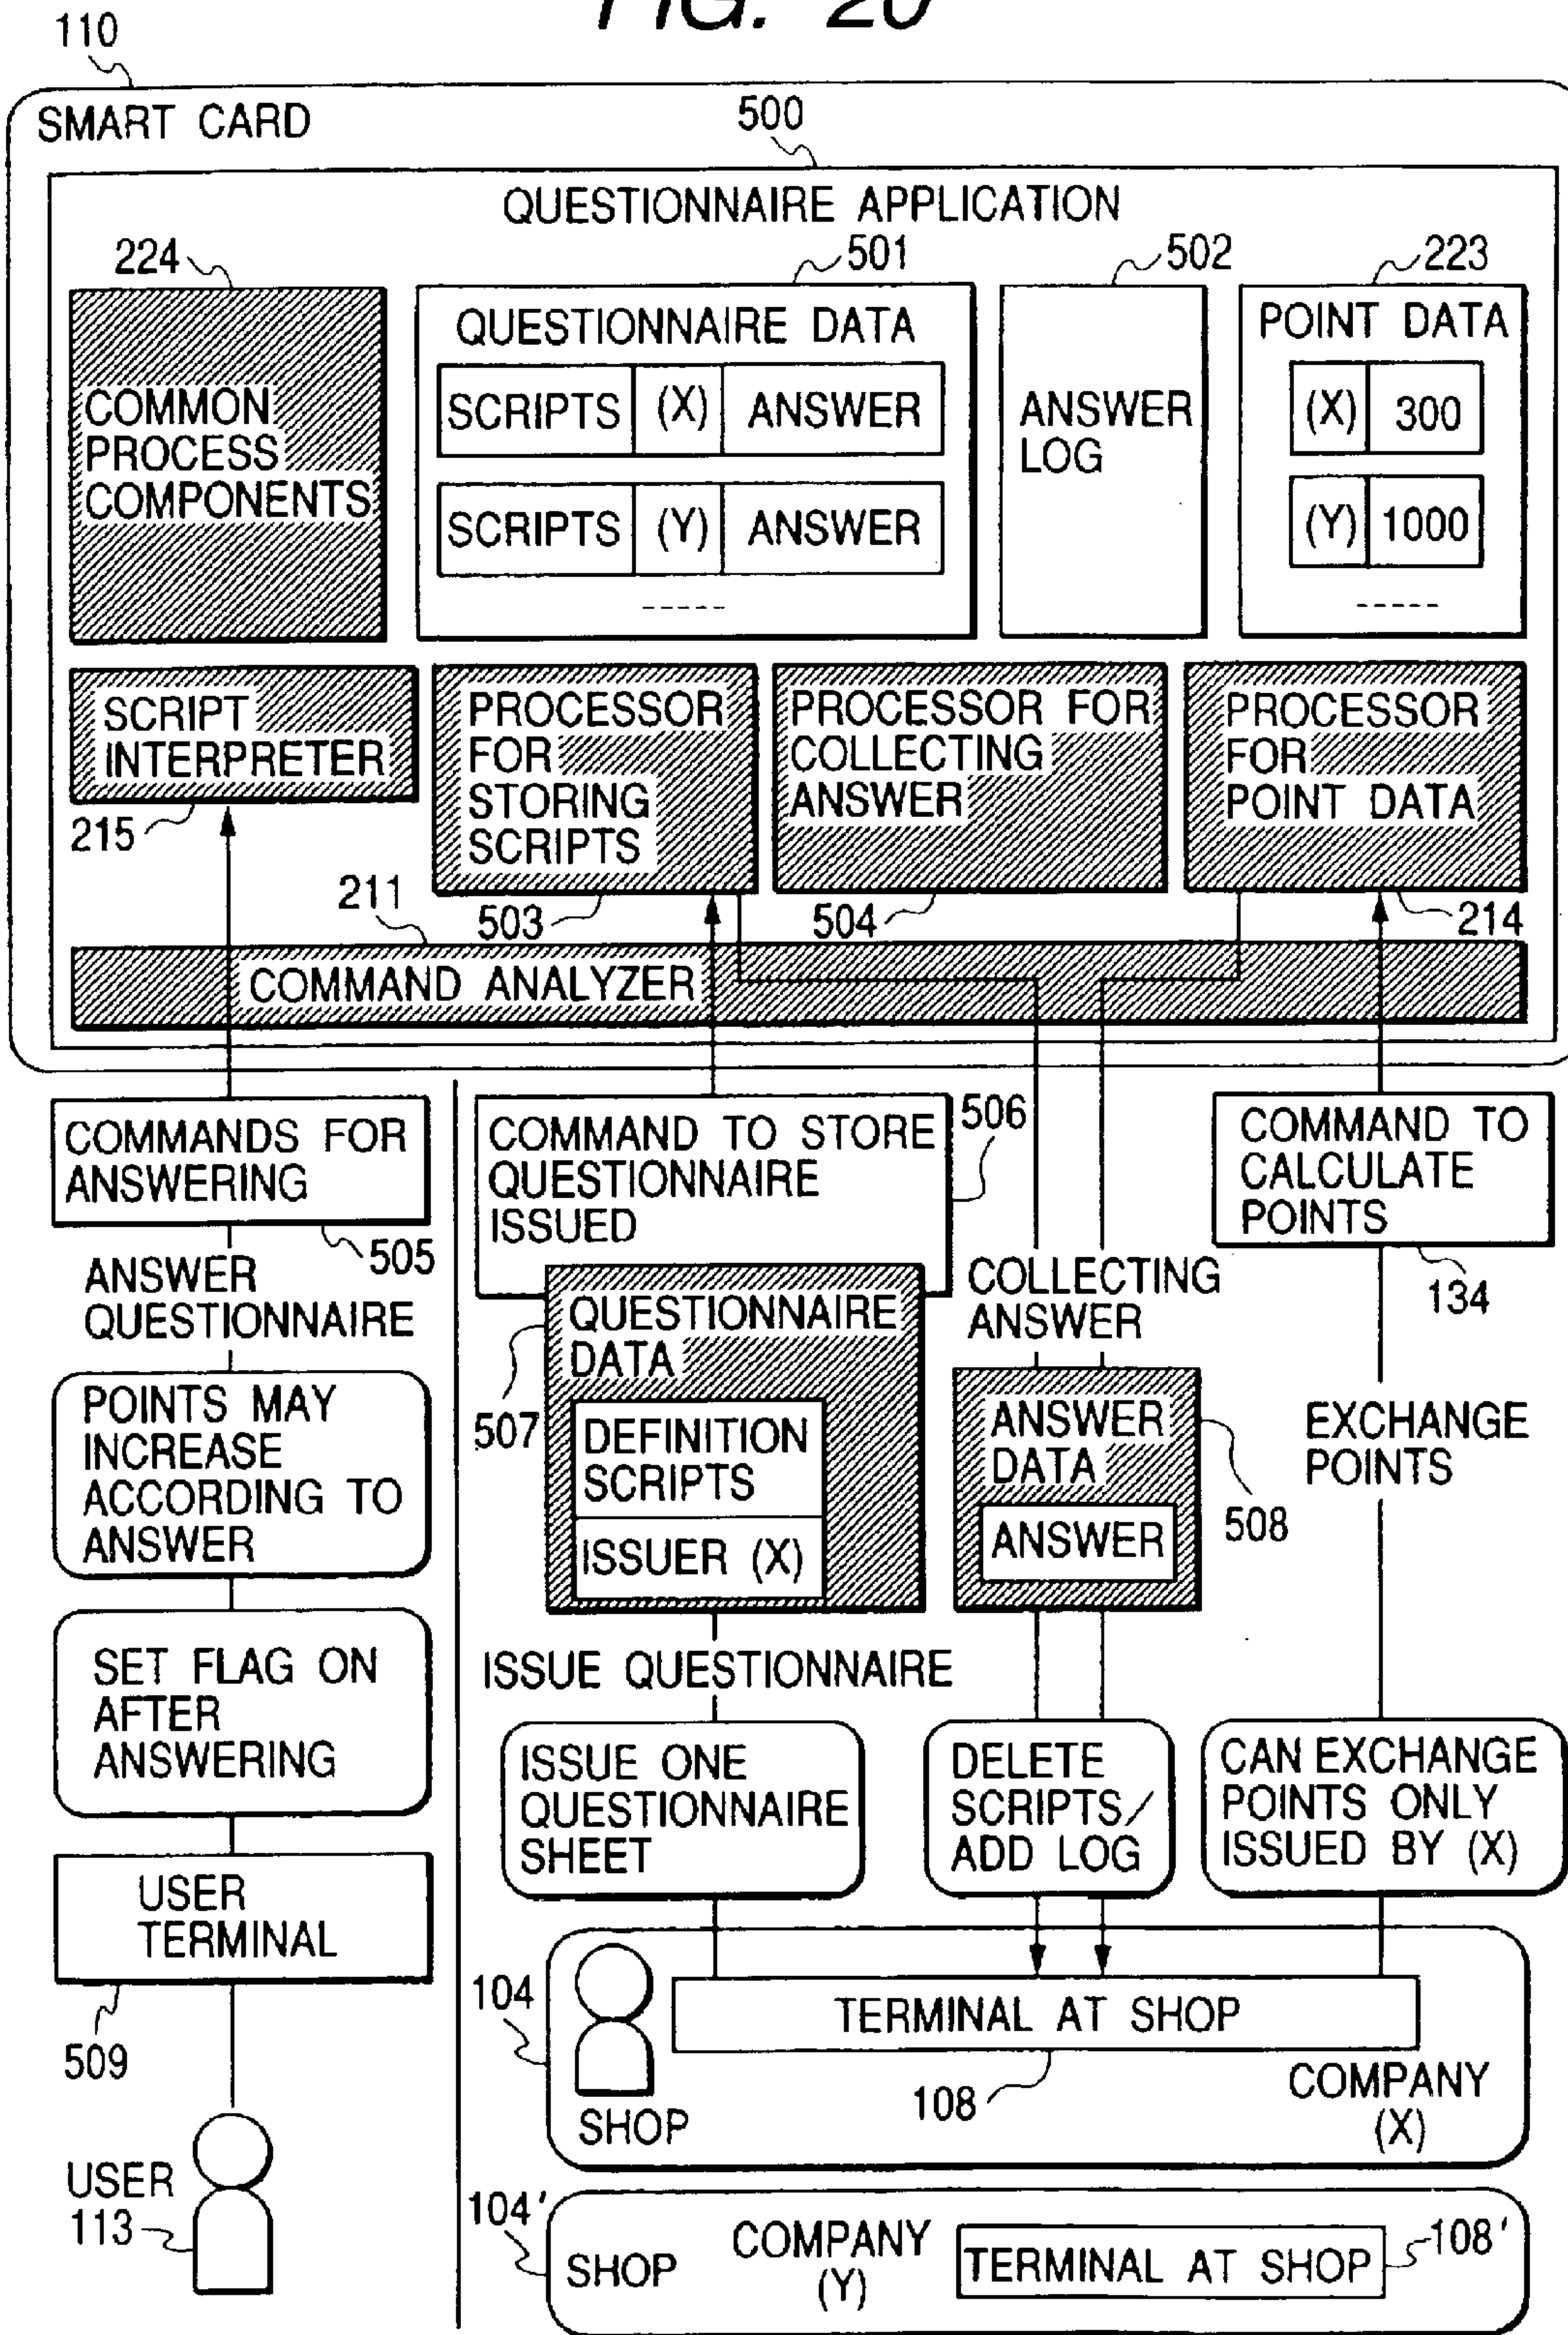 FIG. 20
110
SMART CARD
500
QUESTIONNAIRE APPLICATION
224
501
502
223
COMMON
PROCESS
COMPONENTS
QUESTIONNAIRE DATA
SCRIPTS (X) ANSWER
SCRIPTS (Y) ANSWER
-----
ANSWER
LOG
POINT DATA
(X) 300
(Y) 1000
-----
SCRIPT
INTERPRETER
215
PROCESSOR
FOR
STORING
SCRIPTS
503
PROCESSOR FOR
COLLECTING
ANSWER
504
PROCESSOR
FOR
POINT DATA
214
211
COMMAND ANALYZER
COMMANDS FOR
ANSWERING
505
ANSWER
QUESTIONNAIRE
POINTS MAY
INCREASE
ACCORDING TO
ANSWER
SET FLAG ON
AFTER
ANSWERING
USER
TERMINAL
509
USER
113
COMMAND TO STORE
QUESTIONNAIRE
ISSUED
506
QUESTIONNAIRE
DATA
507
DEFINITION
SCRIPTS
ISSUER (X)
ISSUE QUESTIONNAIRE
ISSUE ONE
QUESTIONNAIRE
SHEET
COLLECTING
ANSWER
ANSWER
DATA
ANSWER
508
DELETE
SCRIPTS/
ADD LOG
COMMAND TO
CALCULATE
POINTS
134
EXCHANGE
POINTS
CAN EXCHANGE
POINTS ONLY
ISSUED BY (X)
104
TERMINAL AT SHOP
108
SHOP
COMPANY
(X)
104'
SHOP
COMPANY
(Y)
TERMINAL AT SHOP
108'